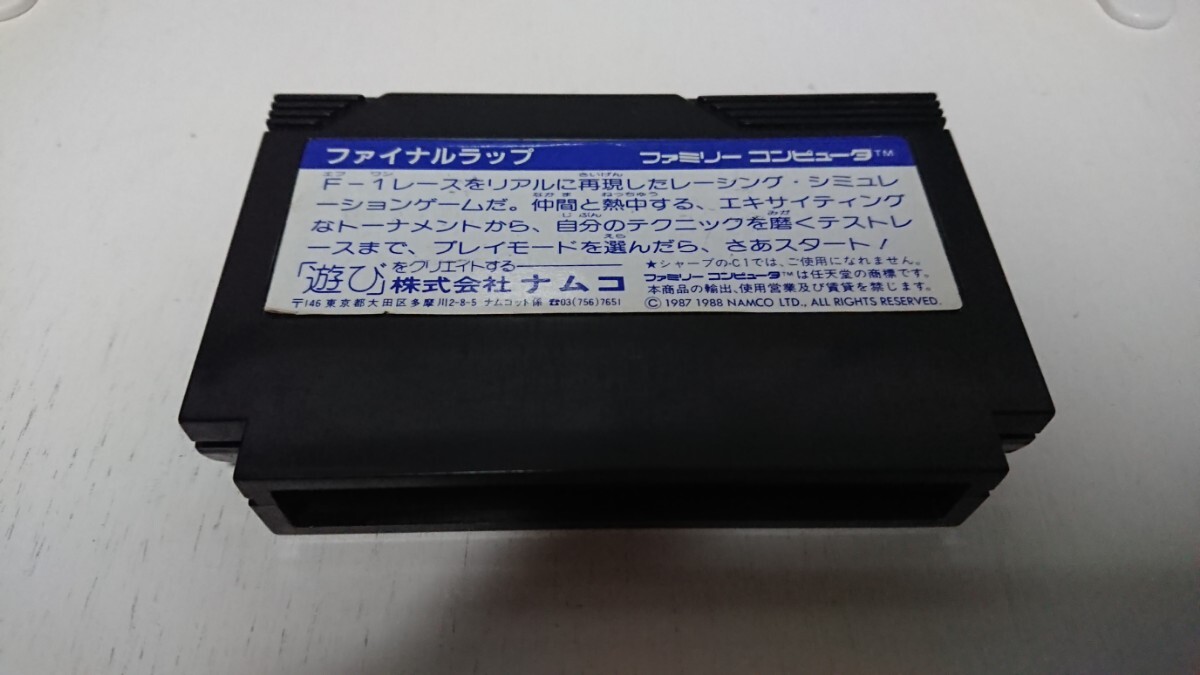 ファイナルラップ ファミリー コンピュータ™
エフ ワン さいげん
F-1レースをリアルに再現したレーシング・シミュレ
なかま ねっちゅう
ーションゲームだ。仲間と熱中する、エキサイティング
じぶん みが
なトーナメントから、自分のテクニックを磨くテストレ
えら
ースまで、プレイモードを選んだら、さあスタート!
「遊び」をクリエイトする
株式会社 ナムコ
〒146 東京都大田区多摩川2-8-5 ナムコット係 ☎03(756)7651
★シャープのC1では、ご使用になれません。
ファミリー コンピュータ™は任天堂の商標です。
本商品の輸出、使用営業及び賃貸を禁じます。
Ⓒ 1987 1988 NAMCO LTD., ALL RIGHTS RESERVED.